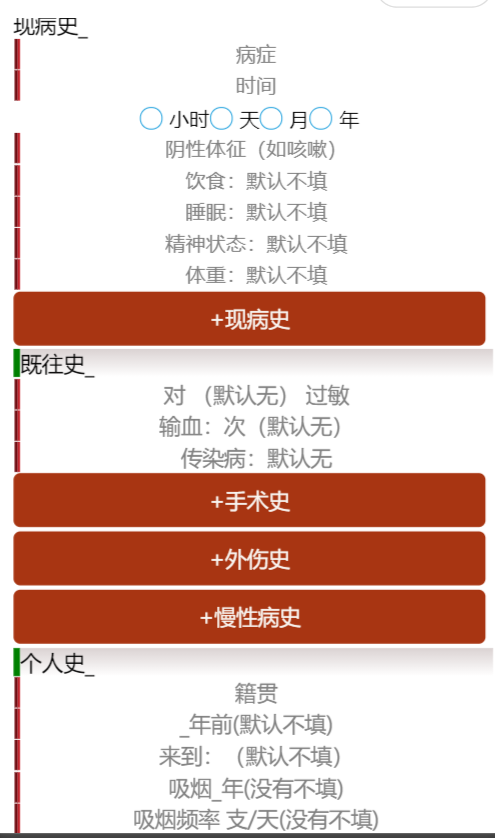 现病史_
病症
时间
小时 天 月 年
阴性体征（如咳嗽）
饮食：默认不填
睡眠：默认不填
精神状态：默认不填
体重：默认不填
+现病史
既往史_
对 （默认无） 过敏
输血：次（默认无）
传染病：默认无
+手术史
+外伤史
+慢性病史
个人史_
籍贯
_年前(默认不填)
来到：（默认不填）
吸烟_年(没有不填)
吸烟频率 支/天(没有不填)